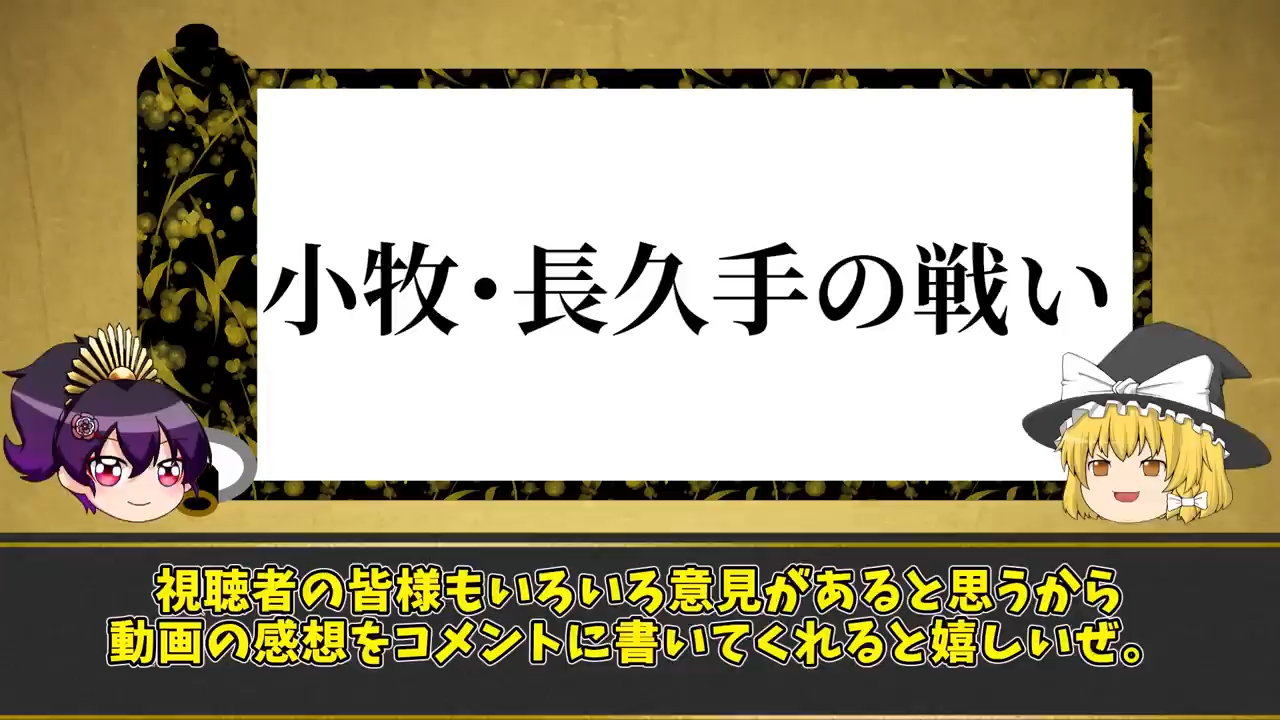 小牧・長久手の戦い
視聴者の皆様もいろいろ意見があると思うから
動画の感想をコメントに書いてくれると嬉しいぜ。